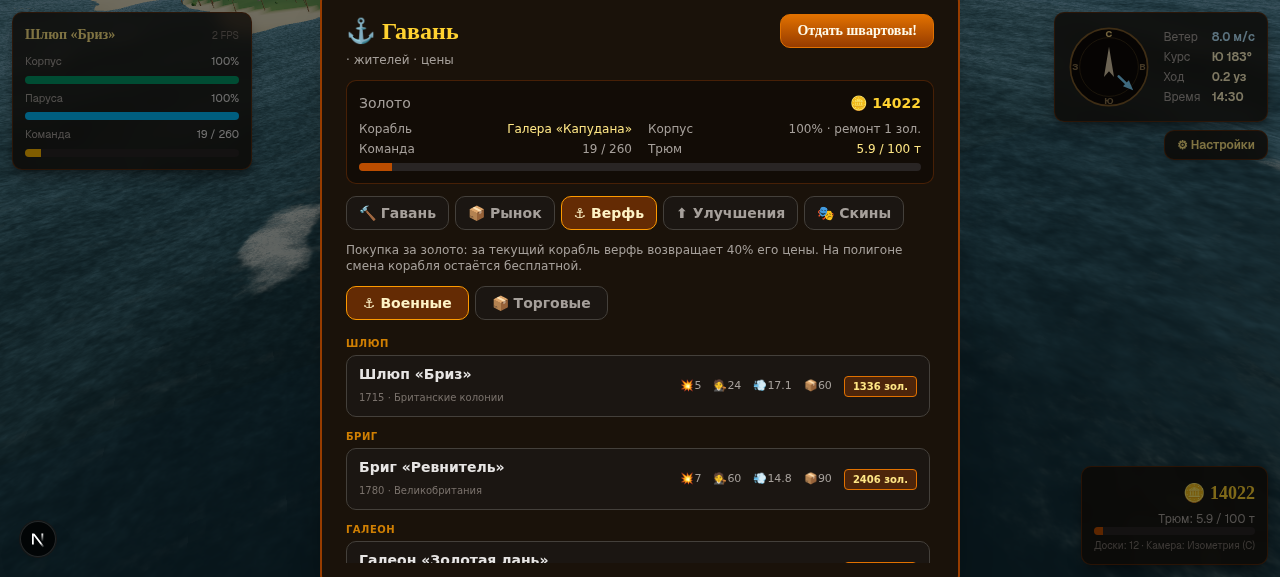 Шлюп «Бриз» 2 FPS
Корпус 100%
Паруса 100%
Команда 19 / 260
⚓ Гавань
Отдать швартовы!
· жителей · цены
Золото 🪙 14022
Корабль Галера «Капудана» Корпус 100% · ремонт 1 зол.
Команда 19 / 260 Трюм 5.9 / 100 т
🔨 Гавань 📦 Рынок ⚓ Верфь ⬆ Улучшения 🎭 Скины
Покупка за золото: за текущий корабль верфь возвращает 40% его цены. На полигоне
смена корабля остаётся бесплатной.
⚓ Военные 📦 Торговые
ШЛЮП
Шлюп «Бриз»
1715 · Британские колонии
💥5 24 💨17.1 📦60 1336 зол.
БРИГ
Бриг «Ревнитель»
1780 · Великобритания
💥7 60 💨14.8 📦90 2406 зол.
ГАЛЕОН
Галеон «Золотая лань»
С
З В
Ю
Ветер 8.0 м/с
Курс Ю 183°
Ход 0.2 уз
Время 14:30
⚙ Настройки
🪙 14022
Трюм: 5.9 / 100 т
Доски: 12 · Камера: Изометрия (C)
N